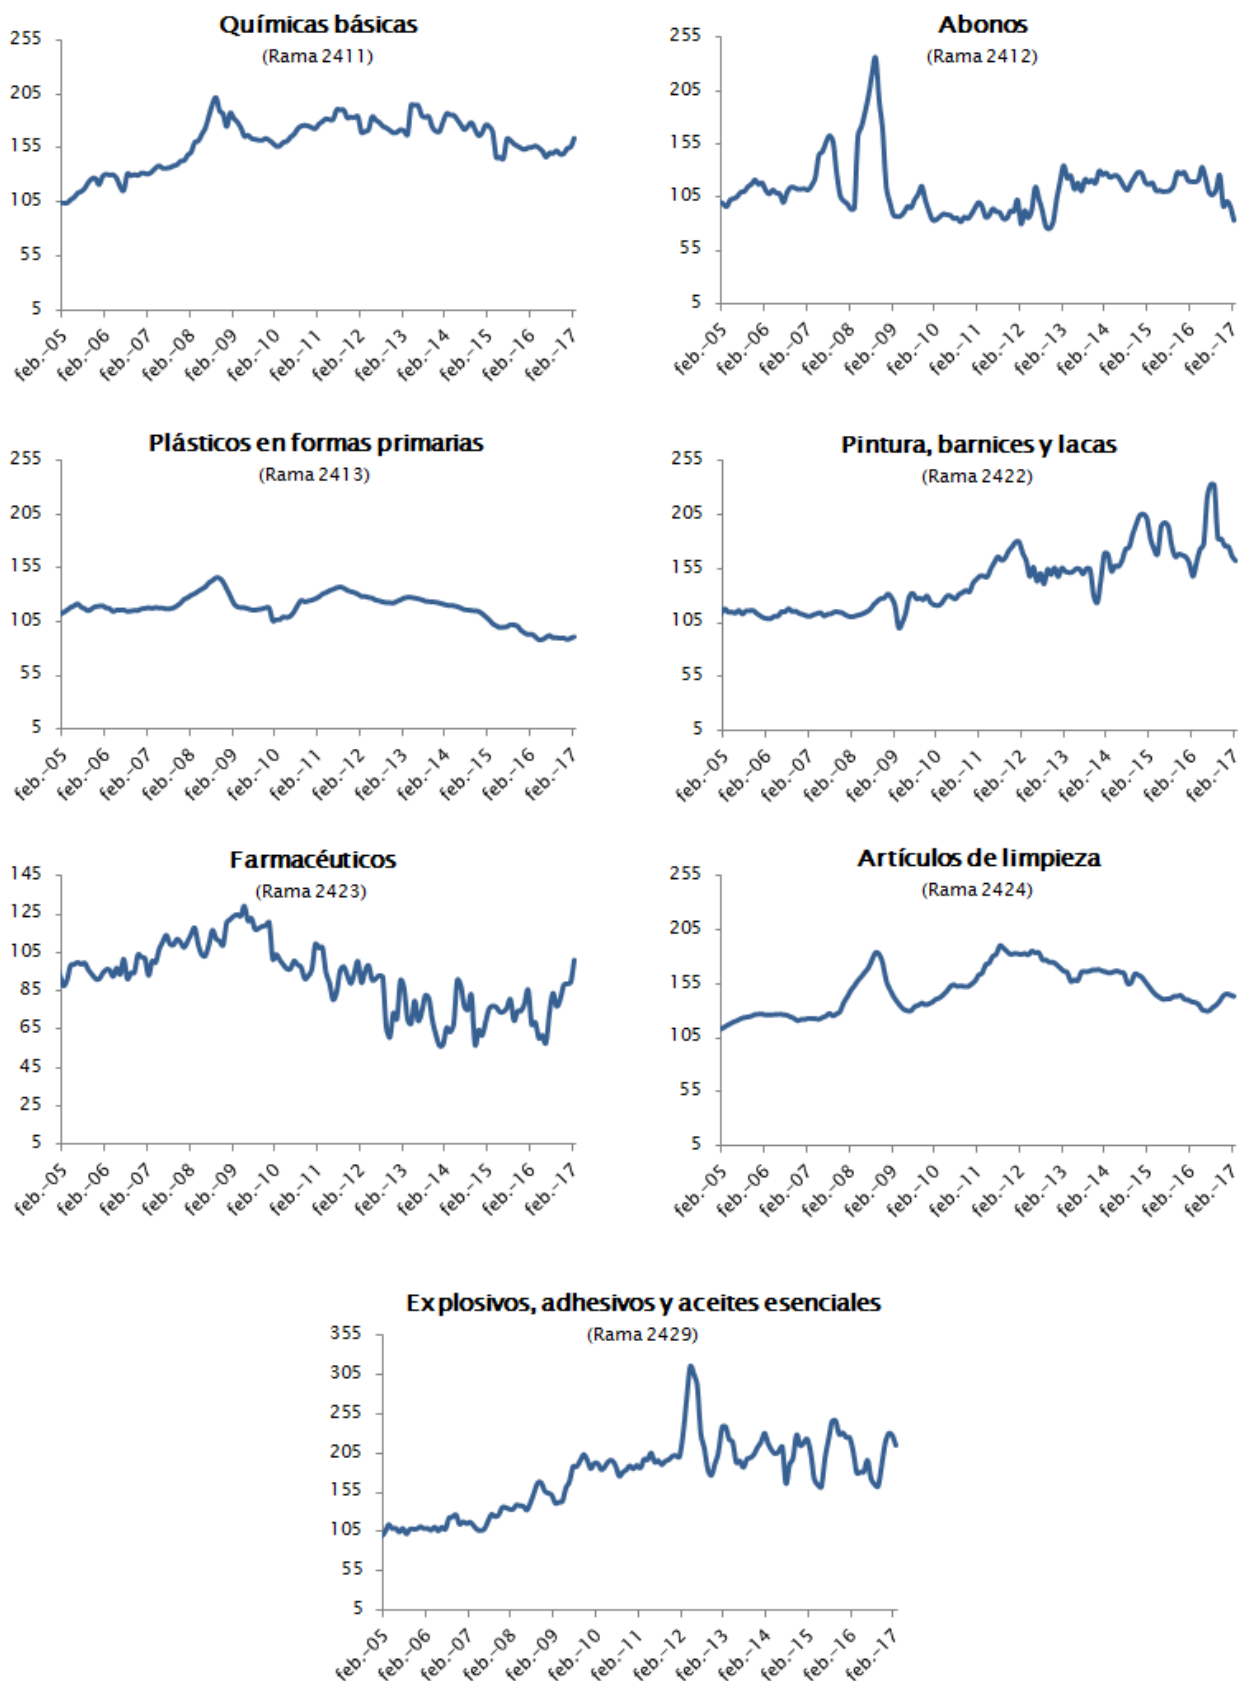 Químicas básicas
(Rama 2411)
255
205
155
105
55
5
feb.-05
feb.-06
feb.-07
feb.-08
feb.-09
feb.-10
feb.-11
feb.-12
feb.-13
feb.-14
feb.-15
feb.-16
feb.-17
Abonos
(Rama 2412)
255
205
155
105
55
5
feb.-05
feb.-06
feb.-07
feb.-08
feb.-09
feb.-10
feb.-11
feb.-12
feb.-13
feb.-14
feb.-15
feb.-16
feb.-17
Plásticos en formas primarias
(Rama 2413)
255
205
155
105
55
5
feb.-05
feb.-06
feb.-07
feb.-08
feb.-09
feb.-10
feb.-11
feb.-12
feb.-13
feb.-14
feb.-15
feb.-16
feb.-17
Pintura, barnices y lacas
(Rama 2422)
255
205
155
105
55
5
feb.-05
feb.-06
feb.-07
feb.-08
feb.-09
feb.-10
feb.-11
feb.-12
feb.-13
feb.-14
feb.-15
feb.-16
feb.-17
Farmacéuticos
(Rama 2423)
145
125
105
85
65
45
25
5
feb.-05
feb.-06
feb.-07
feb.-08
feb.-09
feb.-10
feb.-11
feb.-12
feb.-13
feb.-14
feb.-15
feb.-16
feb.-17
Artículos de limpieza
(Rama 2424)
255
205
155
105
55
5
feb.-05
feb.-06
feb.-07
feb.-08
feb.-09
feb.-10
feb.-11
feb.-12
feb.-13
feb.-14
feb.-15
feb.-16
feb.-17
Explosivos, adhesivos y aceites esenciales
(Rama 2429)
355
305
255
205
155
105
55
5
feb.-05
feb.-06
feb.-07
feb.-08
feb.-09
feb.-10
feb.-11
feb.-12
feb.-13
feb.-14
feb.-15
feb.-16
feb.-17